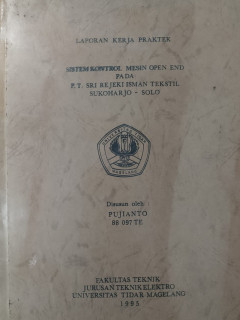 LAPORAN KERJA PRAKTEK
SISTEM KONTROL MESIN OPEN END
PADA
P.T. SRI REJEKI ISMAN TEKSTIL
SUKOHARJO - SOLO
Disusun oleh
PUJIANTO
FAKULTAS TEKNIK
JURUSAN TEKNIK ELEKTRO
UNIVERSITAS TIDAR MAGELANG